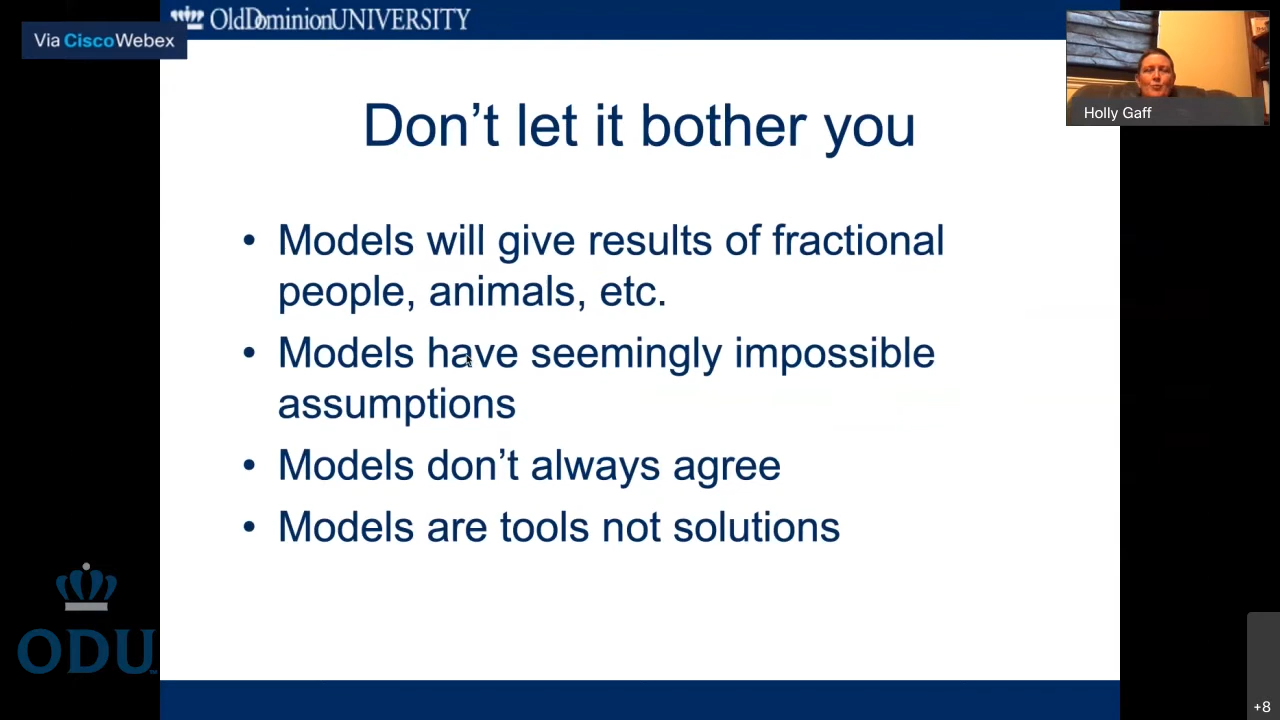 OldDominionUNIVERSITY
Via CiscoWebex
Holly Gaff
Don't let it bother you
• Models will give results of fractional
people, animals, etc.
• Models have seemingly impossible
assumptions
• Models don't always agree
• Models are tools not solutions
ODU
+8